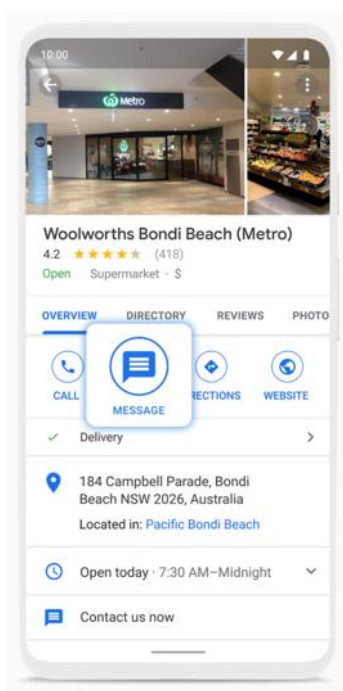 10:00
Metro
Woolworths Bondi Beach (Metro)
4.2 ★★★★★ (418)
Open Supermarket · $
OVERVIEW DIRECTORY REVIEWS PHOTO
CALL MESSAGE RECTIONS WEBSITE
✓ Delivery >
184 Campbell Parade, Bondi
Beach NSW 2026, Australia
Located in: Pacific Bondi Beach
Open today · 7:30 AM–Midnight
Contact us now